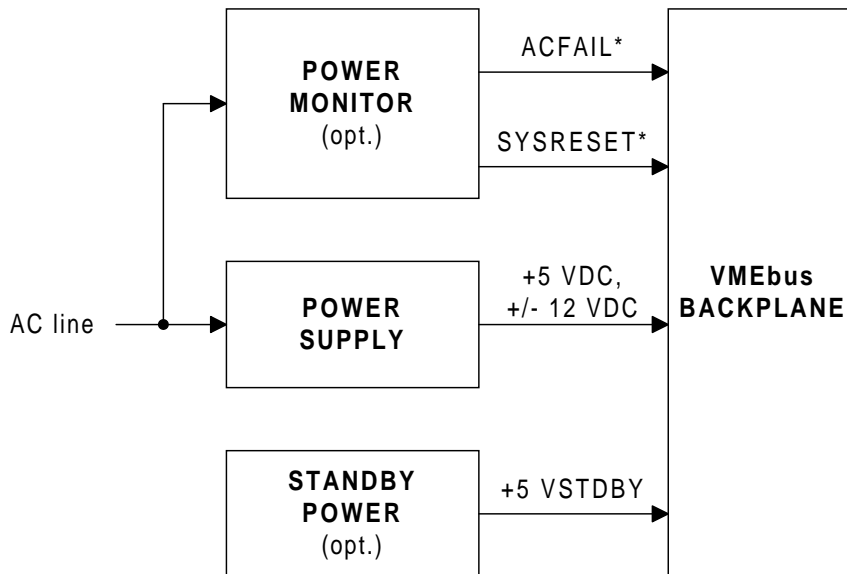 POWER
MONITOR
(opt.)
ACFAIL*
SYSRESET*
AC line
POWER
SUPPLY
+5 VDC,
+/- 12 VDC
VMEbus
BACKPLANE
STANDBY
POWER
(opt.)
+5 VSTDBY